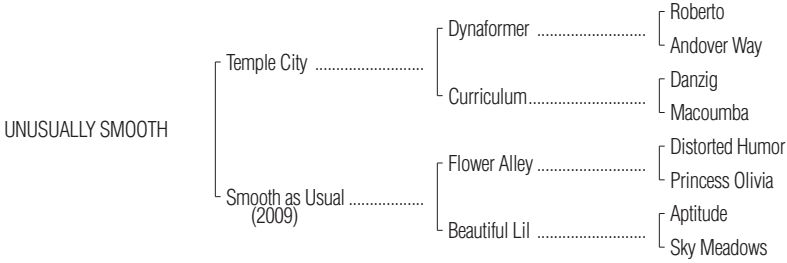 Roberto
Dynaformer ..........................
Andover Way
Temple City ..........................
Danzig
Curriculum............................
Macoumba
UNUSUALLY SMOOTH
Distorted Humor
Flower Alley ..........................
Princess Olivia
Smooth as Usual ..................
(2009)
Aptitude
Beautiful Lil ..........................
Sky Meadows